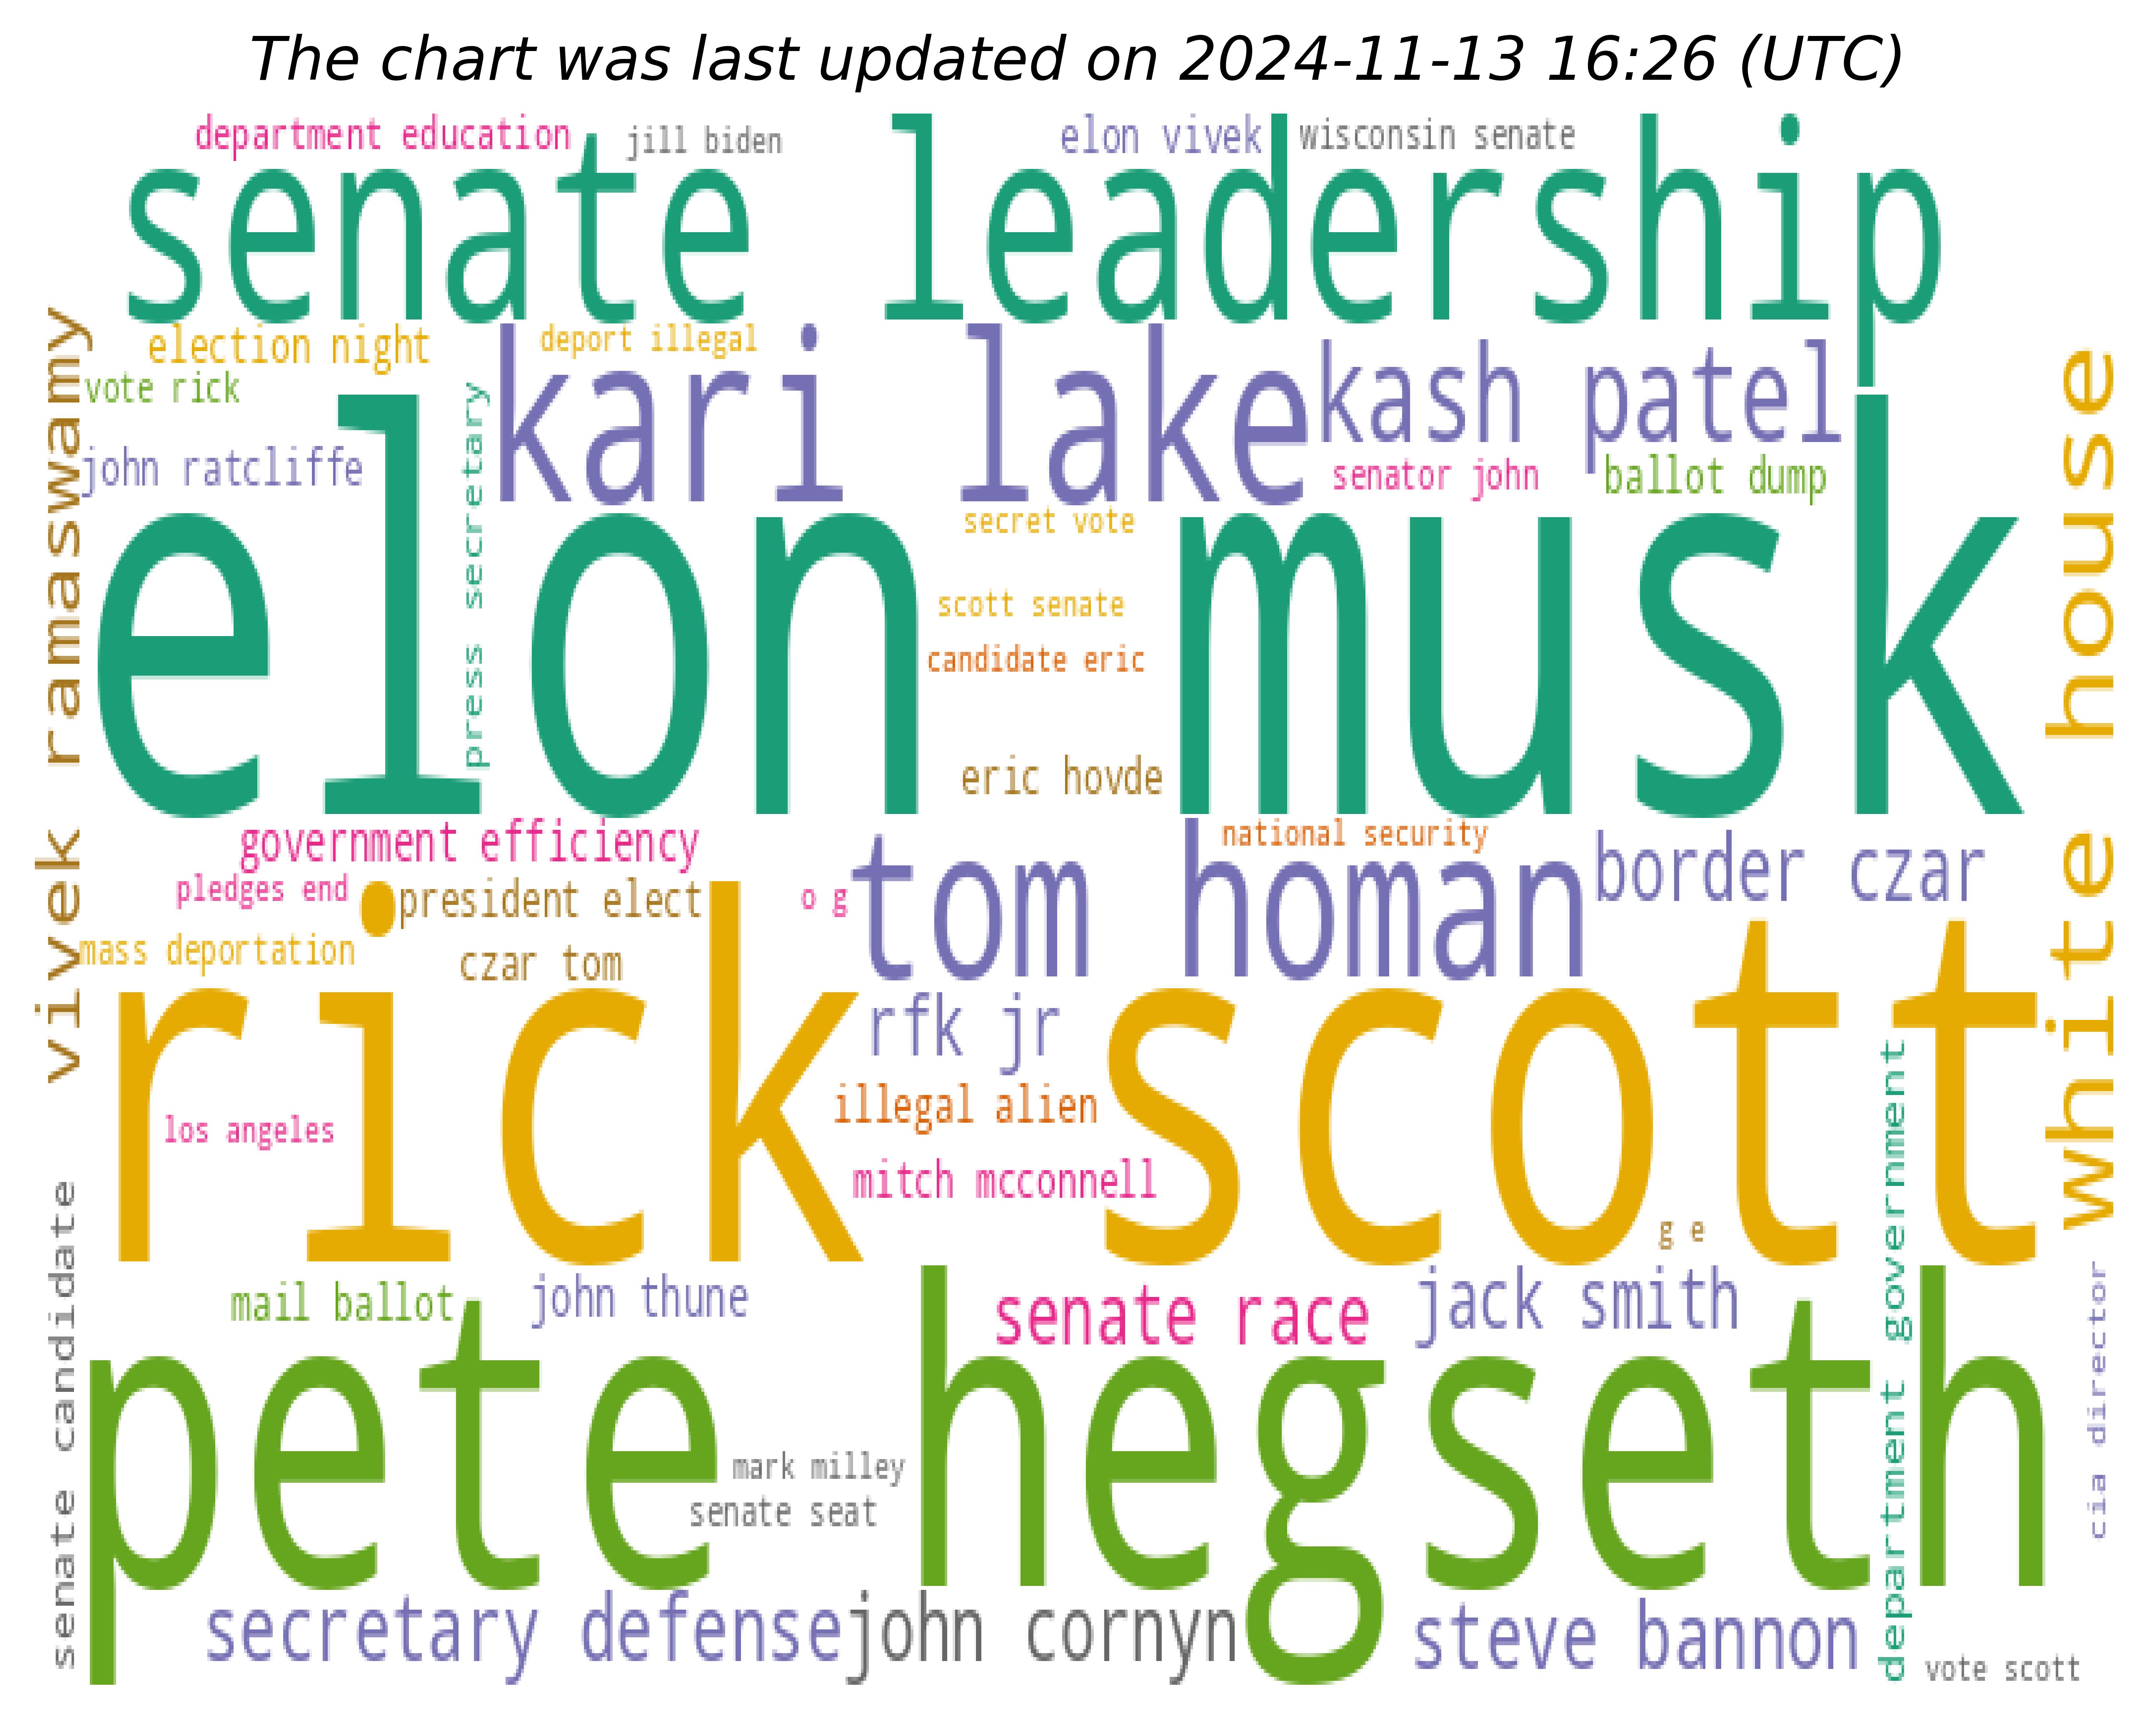 The chart was last updated on 2024-11-13 16:26 (UTC)
department education
jill biden
elon vivek
wisconsin senate
senate leadership
election night
deport illegal
kari lake
kash patel
vote rick
john ratcliffe
press secretary
senator john
ballot dump
vivek ramaswamy
white house
elon musk
secret vote
scott senate
candidate eric
eric hovde
government efficiency
national security
tom homan
border czar
pledges end
president elect
o g
mass deportation
czar tom
rick scott
rfk jr
illegal alien
los angeles
mitch mcconnell
g e
department government
senate candidate
cia director
mail ballot
john thune
senate race
jack smith
pete hegseth
mark milley
senate seat
secretary defense
john cornyn
steve bannon
vote scott